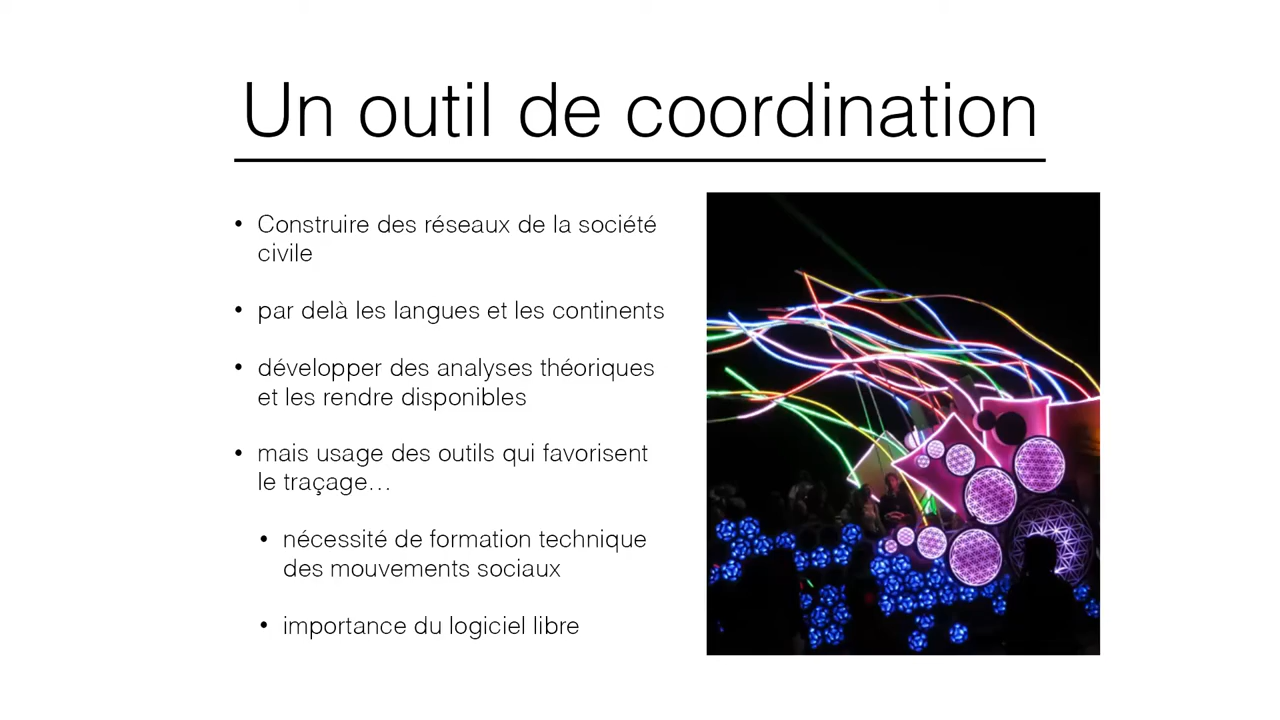 Un outil de coordination
• Construire des réseaux de la société
civile
• par delà les langues et les continents
• développer des analyses théoriques
et les rendre disponibles
• mais usage des outils qui favorisent
le traçage…
• nécessité de formation technique
des mouvements sociaux
• importance du logiciel libre